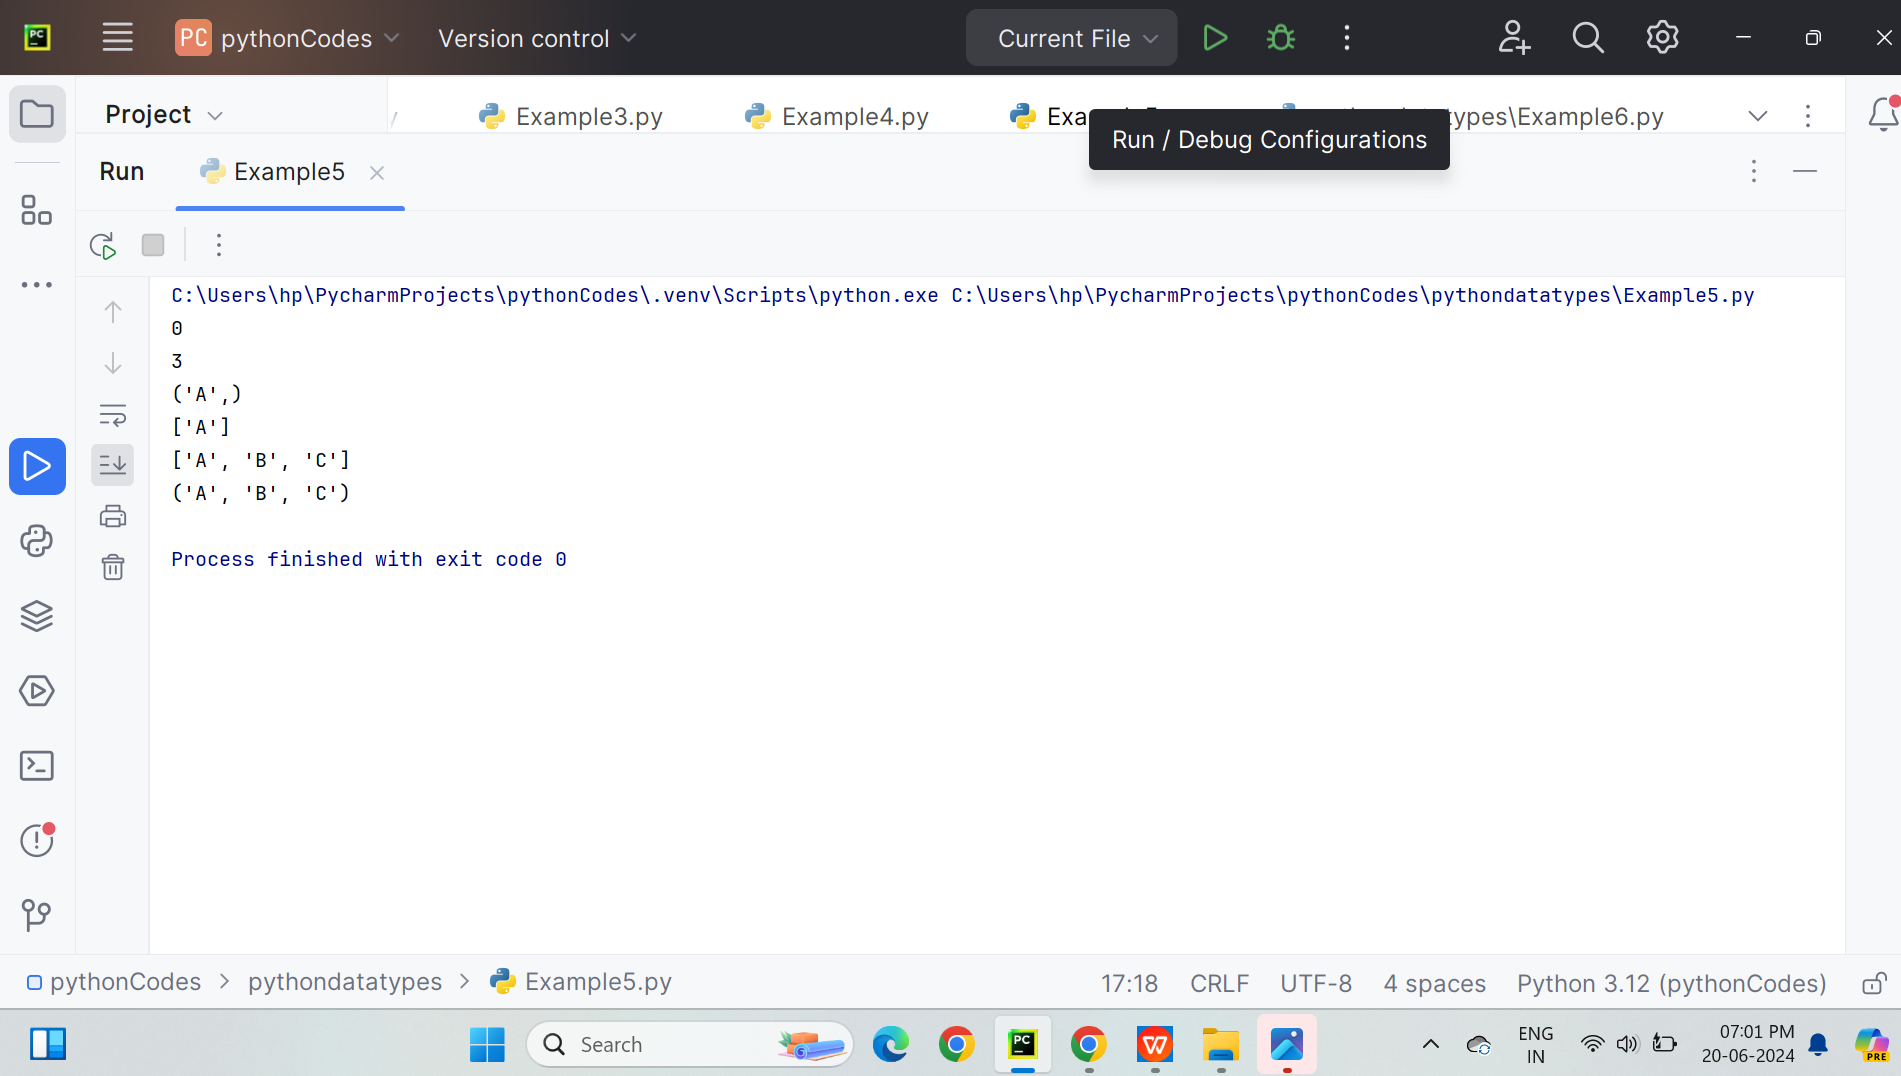 PC pythonCodes Version control Current File
Project Example3.py Example4.py Exa ypes\Example6.py
Run / Debug Configurations
Run Example5
C:\Users\hp\PycharmProjects\pythonCodes\.venv\Scripts\python.exe C:\Users\hp\PycharmProjects\pythonCodes\pythondatatypes\Example5.py
0
3
('A',)
['A']
['A', 'B', 'C']
('A', 'B', 'C')
Process finished with exit code 0
pythonCodes > pythondatatypes > Example5.py 17:18 CRLF UTF-8 4 spaces Python 3.12 (pythonCodes)
Search
ENG
IN
07:01 PM
20-06-2024
PRE